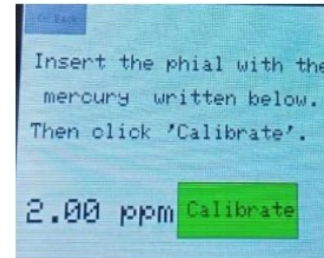 <- Back
Insert the phial with the
mercury written below.
Then click 'Calibrate'.
2.00 ppm Calibrate